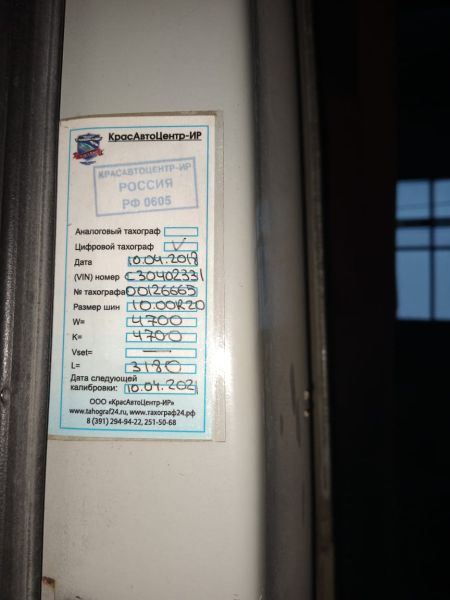 КрасАвтоЦентр-ИР
КРАСАВТОЦЕНТР-ИР
РОССИЯ
РФ 0605
Аналоговый тахограф
Цифровой тахограф ✓
Дата 10.04.2018
(VIN) номер C30402331
№ тахографа 00126665
Размер шин 10.00R20
W= 4700
K= 4700
Vset= —
L= 3180
Дата следующей
калибровки: 10.04.2021
ООО «КрасАвтоЦентр-ИР»
www.tahograf24.ru, www.тахограф24.рф
8 (391) 294-94-22, 251-50-68